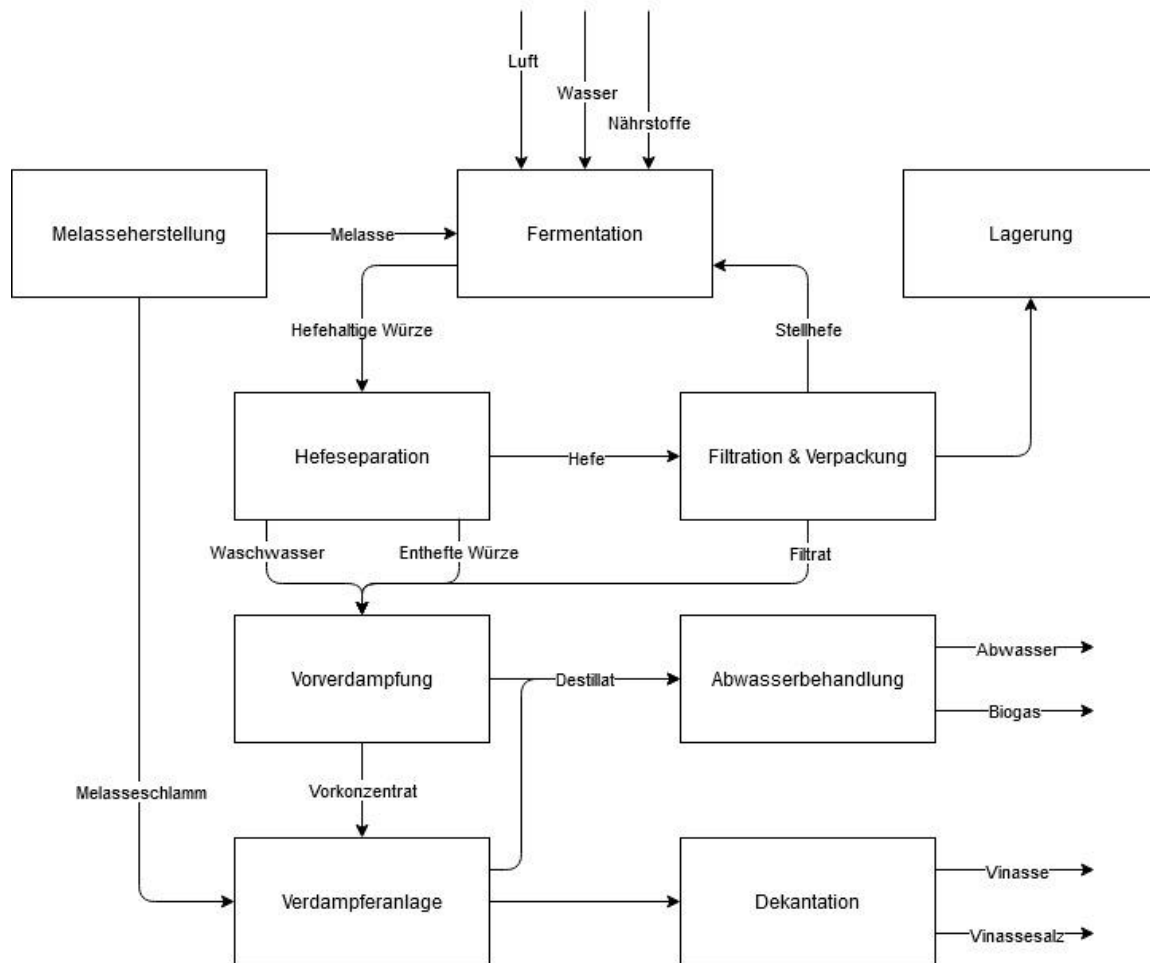 Luft
Wasser
Nährstoffe
Melasseherstellung
Melasse
Fermentation
Lagerung
Hefehaltige Würze
Stellhefe
Hefeseparation
Hefe
Filtration & Verpackung
Waschwasser
Enthefte Würze
Filtrat
Vorverdampfung
Destillat
Abwasserbehandlung
Abwasser
Biogas
Melasseschlamm
Vorkonzentrat
Verdampferanlage
Dekantation
Vinasse
Vinassesalz